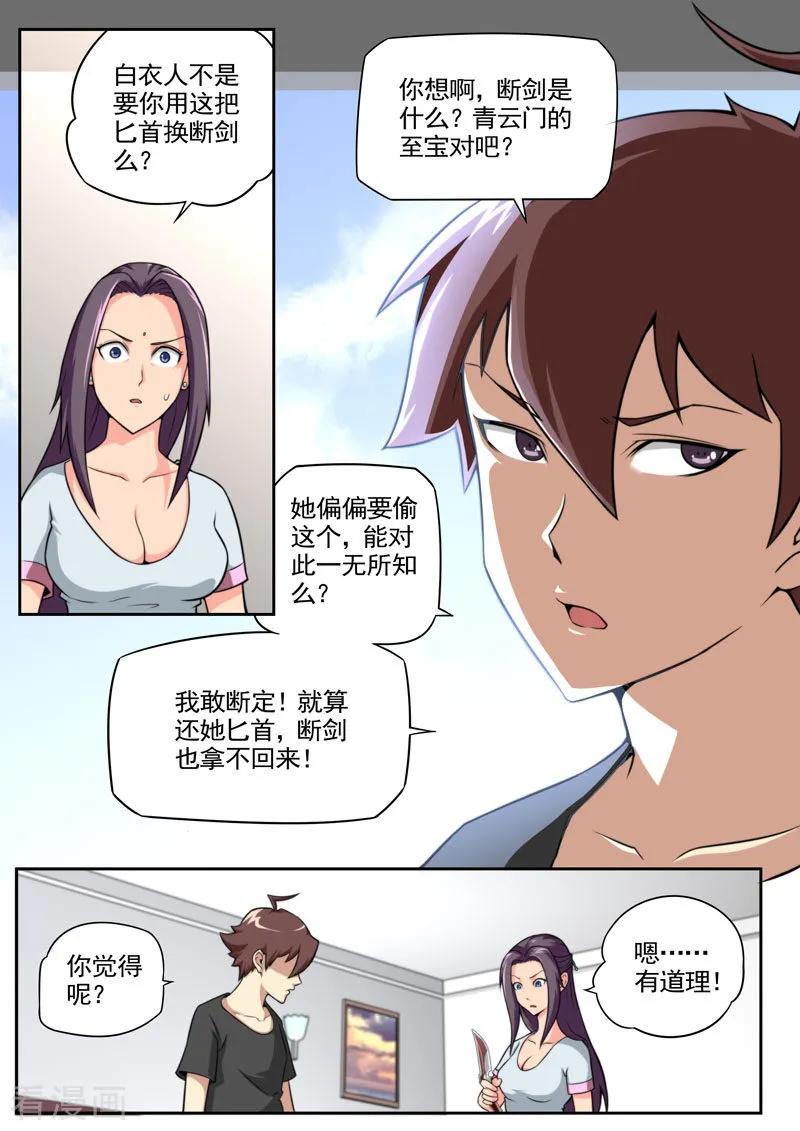 白衣人不是
要你用这把
匕首换断剑
么？
你想啊，断剑是
什么？青云门的
至宝对吧？
她偏偏要偷
这个，能对
此一无所知
么？
我敢断定！就算
还她匕首，断剑
也拿不回来！
你觉得
呢？
嗯……
有道理！
看漫画